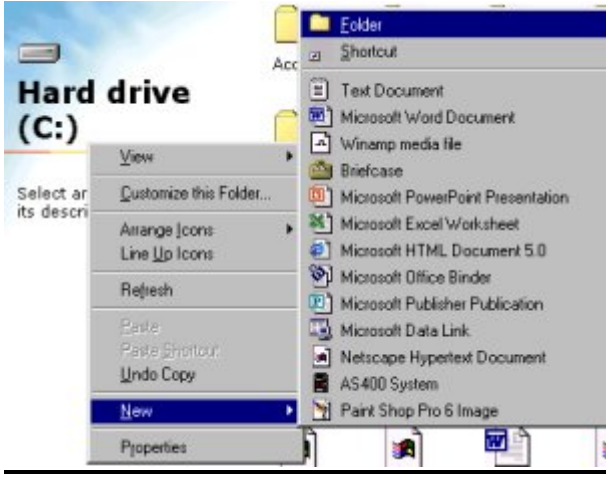 Hard drive
(C:)
Select ar
its descri
Acc
View
Customize this Folder...
Arrange Icons
Line Up Icons
Refresh
Paste
Paste Shortcut
Undo Copy
New
Properties
Folder
Shortcut
Text Document
Microsoft Word Document
Winamp media file
Briefcase
Microsoft PowerPoint Presentation
Microsoft Excel Worksheet
Microsoft HTML Document 5.0
Microsoft Office Binder
Microsoft Publisher Publication
Microsoft Data Link
Netscape Hypertext Document
AS400 System
Paint Shop Pro 6 Image